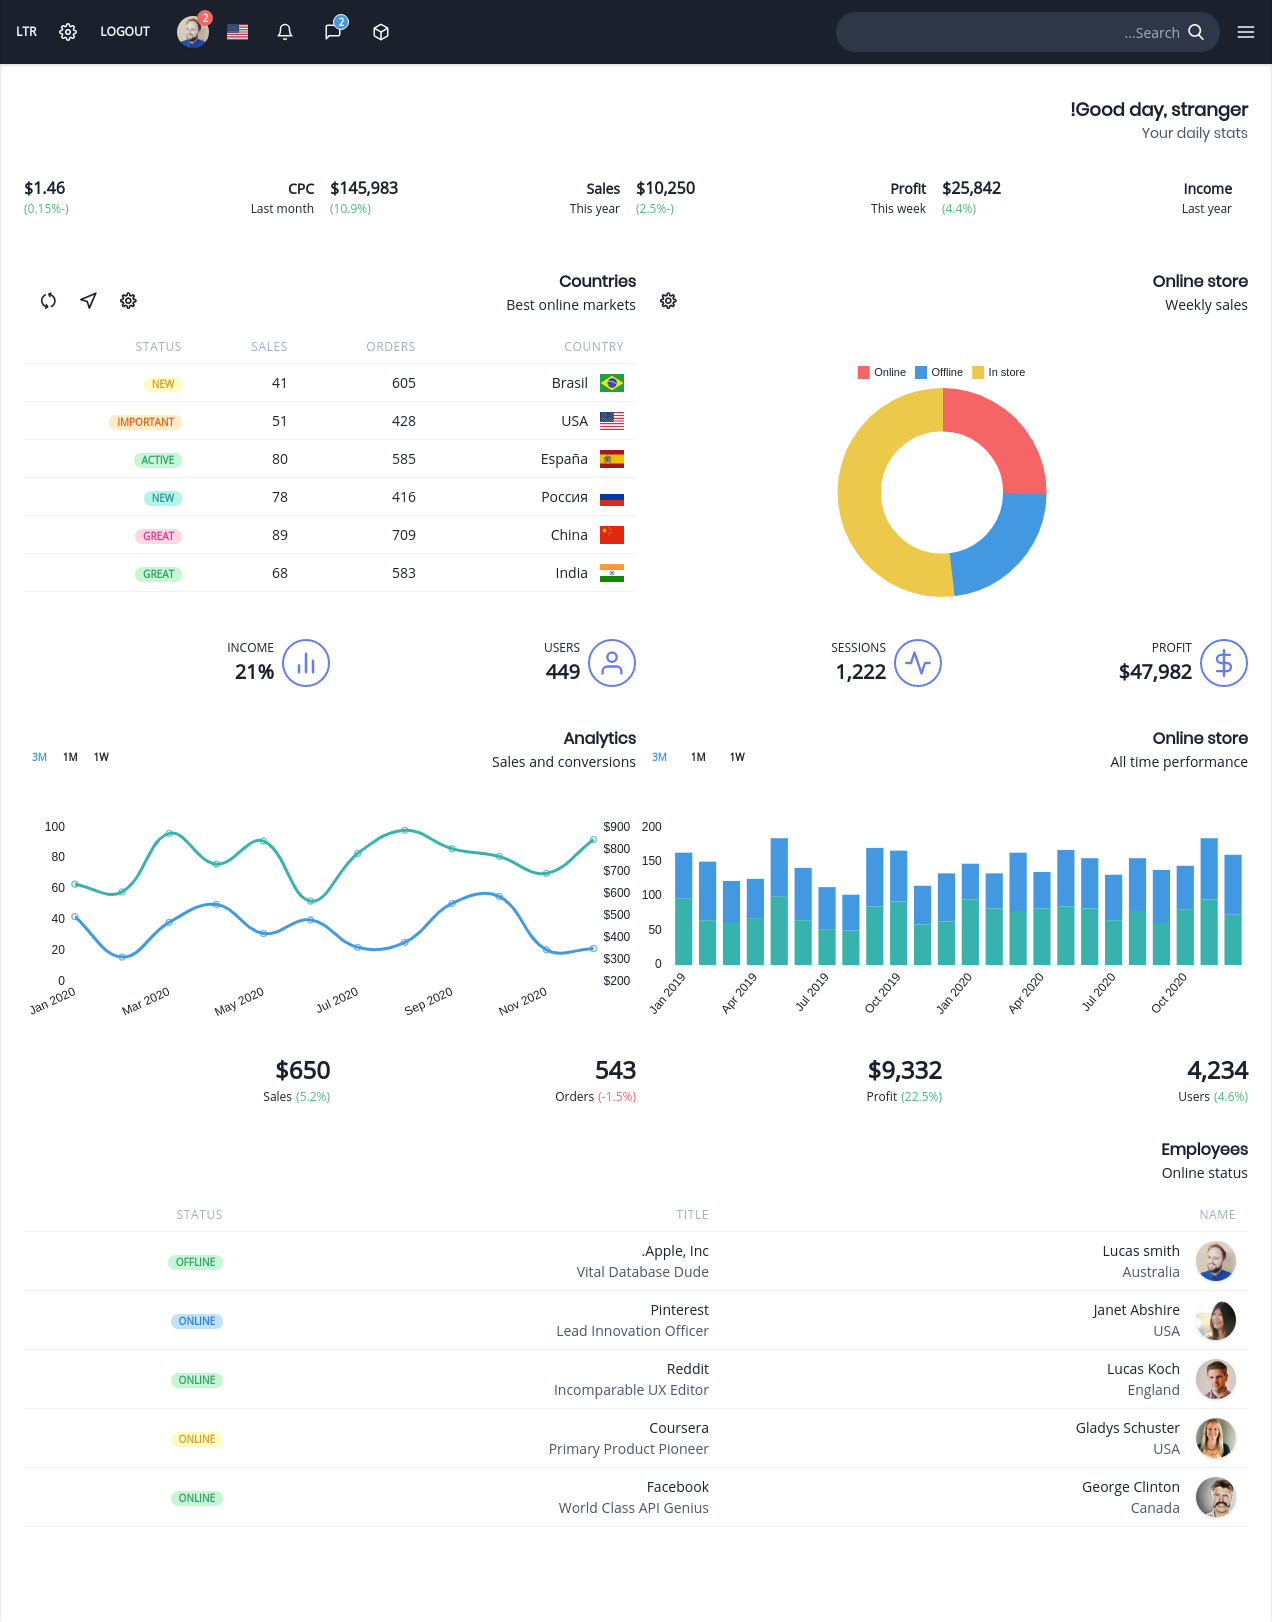 LTR LOGOUT 2 2 ...Search
!Good day, stranger
Your daily stats
Income $25,842
Last year (4.4%)
Profit $10,250
This week (2.5%-)
Sales $145,983
This year (10.9%)
CPC $1.46
Last month (0.15%-)
Online store
Weekly sales
Online Offline In store
Countries
Best online markets
COUNTRY ORDERS SALES STATUS
Brasil 605 41 NEW
USA 428 51 IMPORTANT
España 585 80 ACTIVE
Россия 416 78 NEW
China 709 89 GREAT
India 583 68 GREAT
PROFIT
$47,982
SESSIONS
1,222
USERS
449
INCOME
21%
Online store
All time performance
3M 1M 1W
200
150
100
50
0
Jan 2019 Apr 2019 Jul 2019 Oct 2019 Jan 2020 Apr 2020 Jul 2020 Oct 2020
Analytics
Sales and conversions
3M 1M 1W
100
80
60
40
20
0
$900
$800
$700
$600
$500
$400
$300
$200
Jan 2020 Mar 2020 May 2020 Jul 2020 Sep 2020 Nov 2020
4,234
Users (4.6%)
$9,332
Profit (22.5%)
543
Orders (-1.5%)
$650
Sales (5.2%)
Employees
Online status
NAME TITLE STATUS
Lucas smith .Apple, Inc OFFLINE
Australia Vital Database Dude
Janet Abshire Pinterest ONLINE
USA Lead Innovation Officer
Lucas Koch Reddit ONLINE
England Incomparable UX Editor
Gladys Schuster Coursera ONLINE
USA Primary Product Pioneer
George Clinton Facebook ONLINE
Canada World Class API Genius